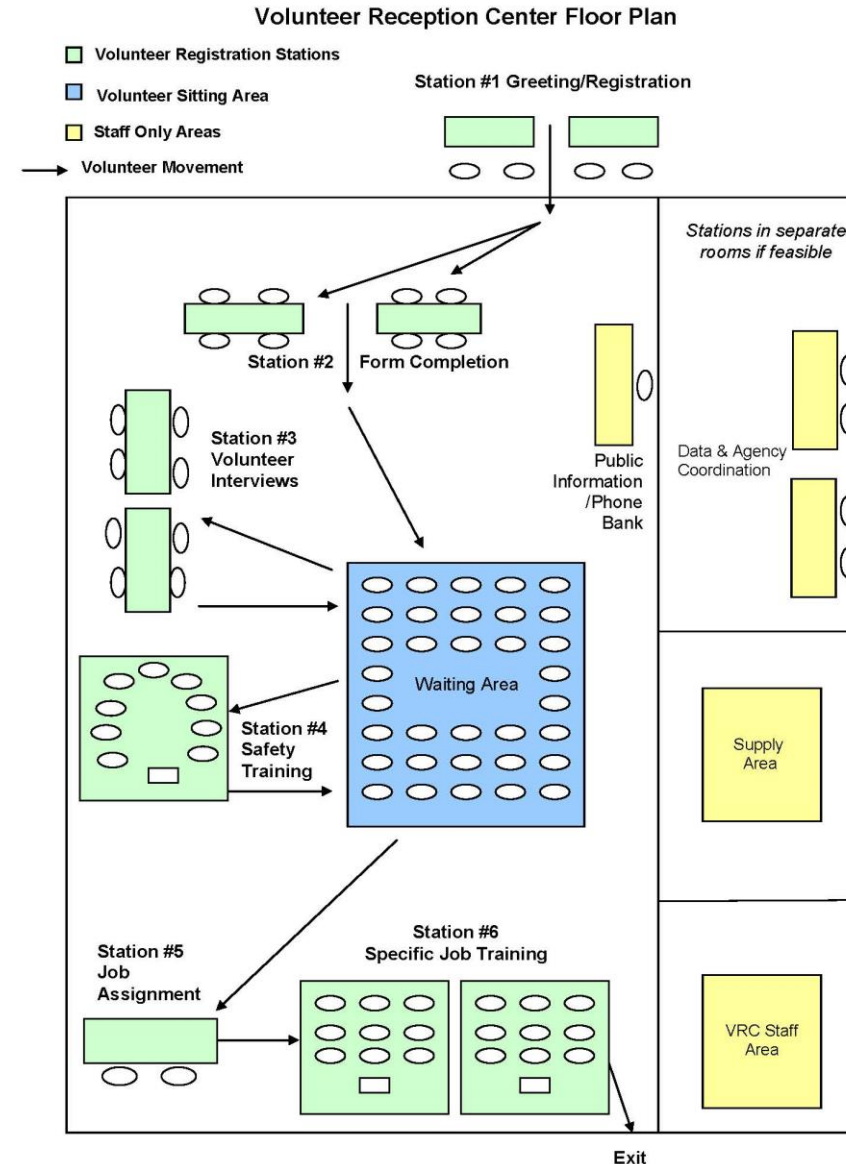 Volunteer Reception Center Floor Plan
Volunteer Registration Stations
Volunteer Sitting Area
Staff Only Areas
Volunteer Movement
Station #1 Greeting/Registration
Stations in separate
rooms if feasible
Station #2
Form Completion
Station #3
Volunteer
Interviews
Public
Information
/Phone
Bank
Data & Agency
Coordination
Waiting Area
Station #4
Safety
Training
Supply
Area
Station #5
Job
Assignment
Station #6
Specific Job Training
VRC Staff
Area
Exit